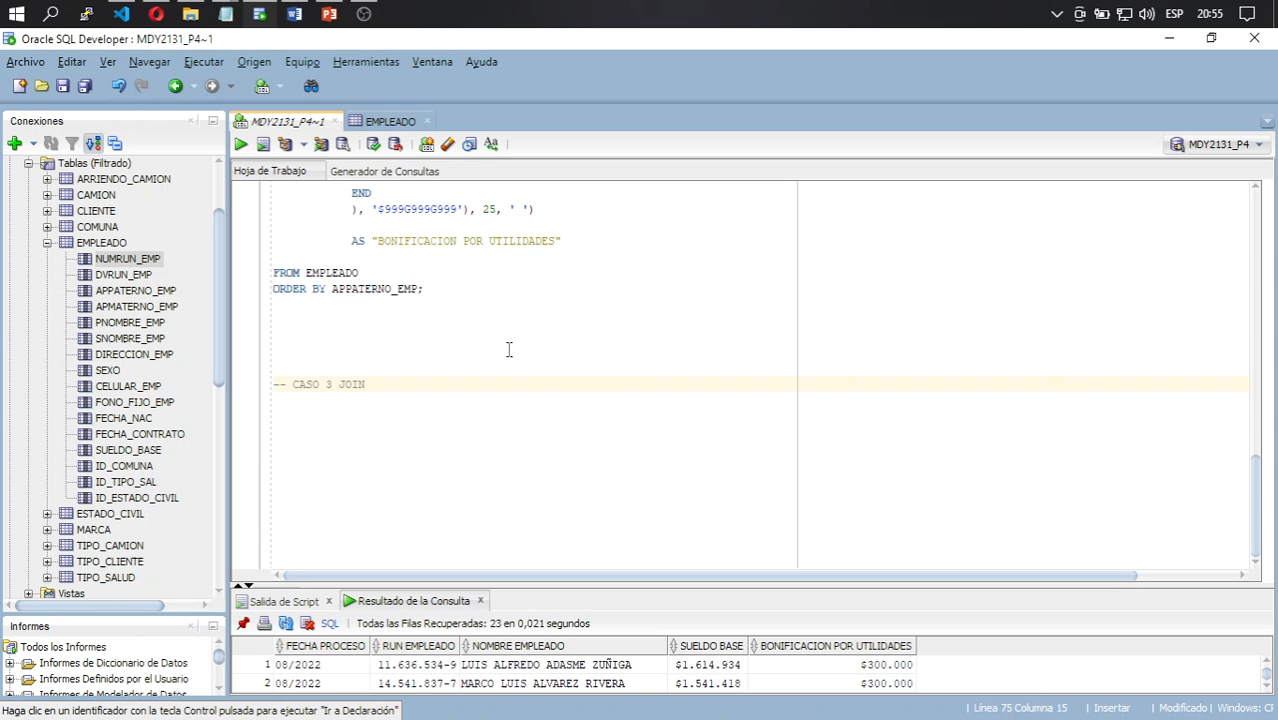 ESP 20:55
Oracle SQL Developer : MDY2131_P4~1
Archivo Editar Ver Navegar Ejecutar Origen Equipo Herramientas Ventana Ayuda
Conexiones
MDY2131_P4~1 EMPLEADO
MDY2131_P4
Hoja de Trabajo Generador de Consultas
Tablas (Filtrado)
ARRIENDO_CAMION
CAMION
CLIENTE
COMUNA
EMPLEADO
NUMRUN_EMP
DVRUN_EMP
APPATERNO_EMP
APMATERNO_EMP
PNOMBRE_EMP
SNOMBRE_EMP
DIRECCION_EMP
SEXO
CELULAR_EMP
FONO_FIJO_EMP
FECHA_NAC
FECHA_CONTRATO
SUELDO_BASE
ID_COMUNA
ID_TIPO_SAL
ID_ESTADO_CIVIL
ESTADO_CIVIL
MARCA
TIPO_CAMION
TIPO_CLIENTE
TIPO_SALUD
Vistas
END
), '$999G999G999'), 25, ' ')
AS "BONIFICACION POR UTILIDADES"
FROM EMPLEADO
ORDER BY APPATERNO_EMP;
-- CASO 3 JOIN
Informes
Todos los Informes
Informes de Diccionario de Datos
Informes Definidos por el Usuario
Informes de Modelador de Datos
Salida de Script Resultado de la Consulta
SQL Todas las Filas Recuperadas: 23 en 0,021 segundos
FECHA PROCESO RUN EMPLEADO NOMBRE EMPLEADO SUELDO BASE BONIFICACION POR UTILIDADES
1 08/2022 11.636.534-9 LUIS ALFREDO ADASME ZUÑIGA $1.614.934 $300.000
2 08/2022 14.541.837-7 MARCO LUIS ALVAREZ RIVERA $1.541.418 $300.000
Haga clic en un identificador con la tecla Control pulsada para ejecutar "Ir a Declaración"
Línea 75 Columna 15 Insertar Modificado Windows: CF